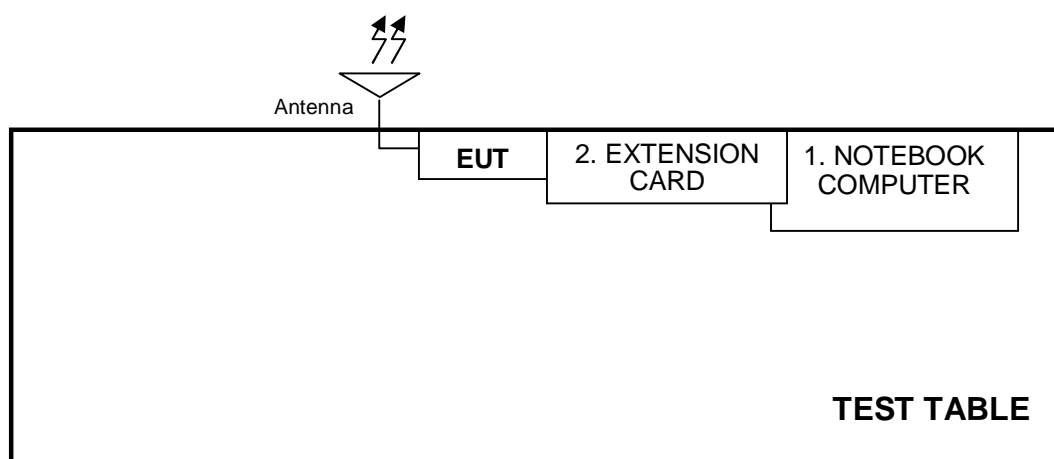 Antenna
EUT
2. EXTENSION
CARD
1. NOTEBOOK
COMPUTER
TEST TABLE